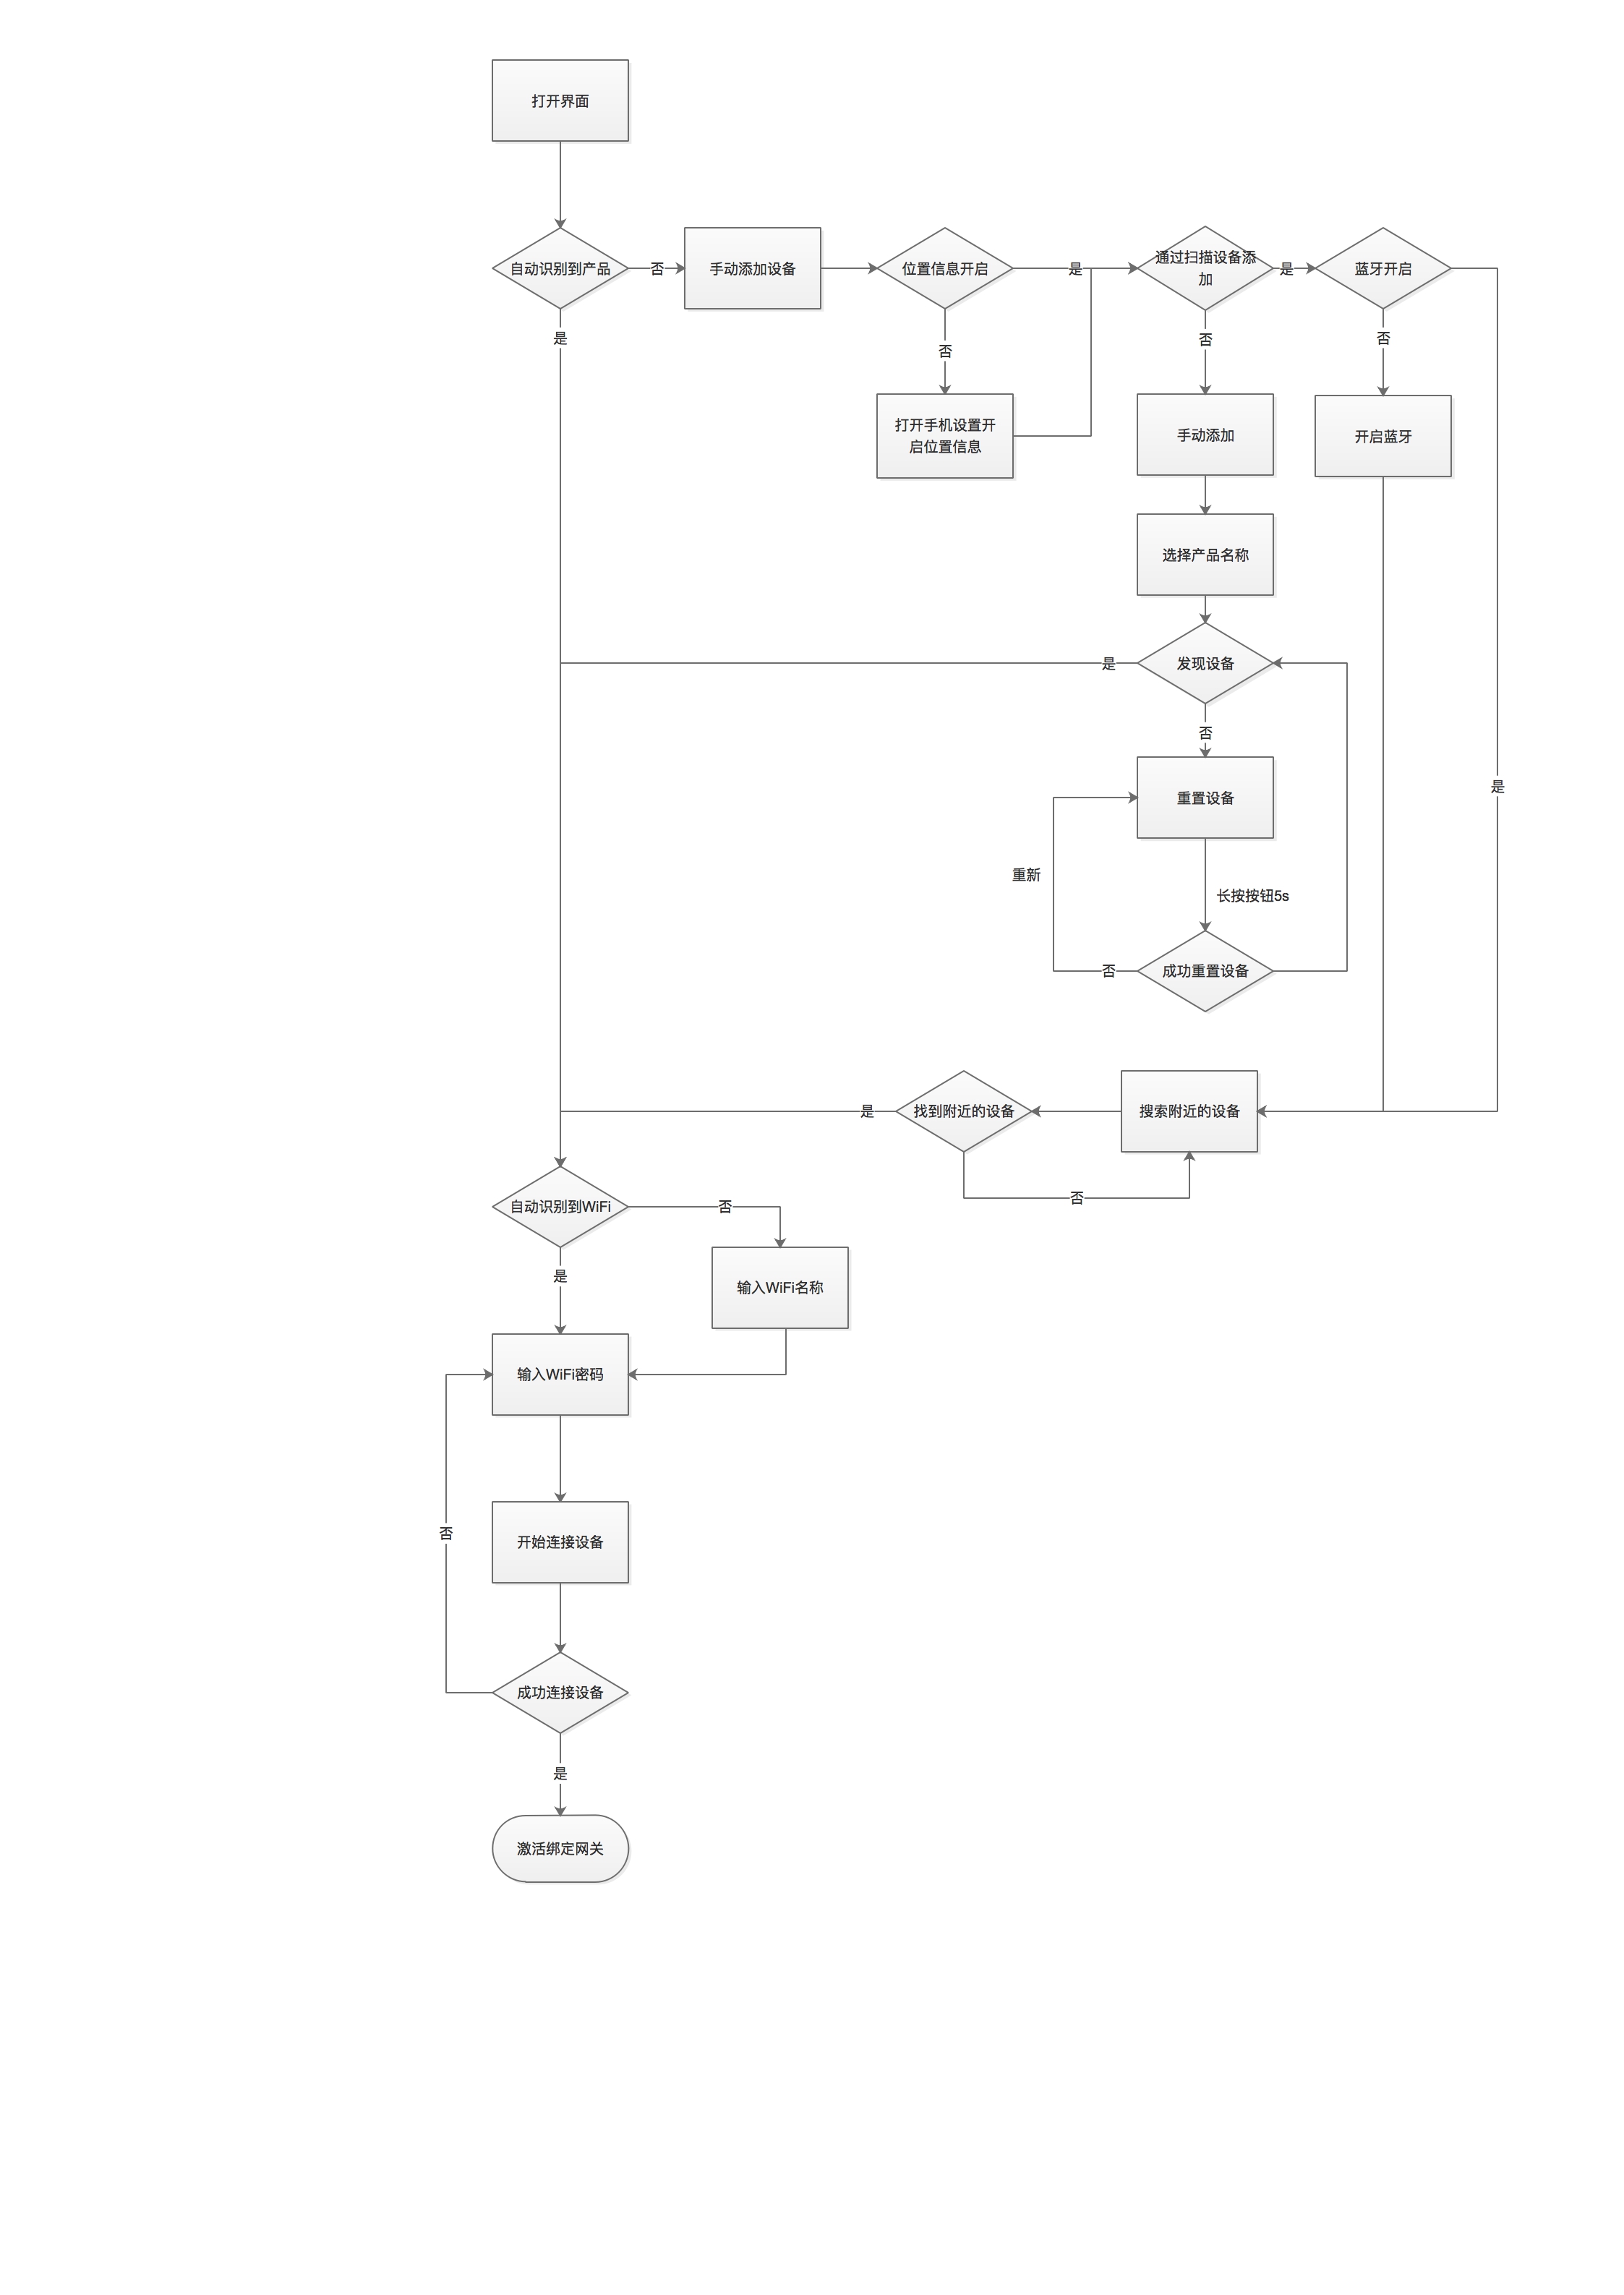 打开界面
自动识别到产品
否
手动添加设备
位置信息开启
是
通过扫描设备添
加
是
蓝牙开启
是
否
否
否
打开手机设置开
启位置信息
手动添加
开启蓝牙
选择产品名称
是
发现设备
否
是
重置设备
重新
长按按钮5s
否
成功重置设备
是
找到附近的设备
搜索附近的设备
否
自动识别到WiFi
否
是
输入WiFi名称
输入WiFi密码
否
开始连接设备
成功连接设备
是
激活绑定网关